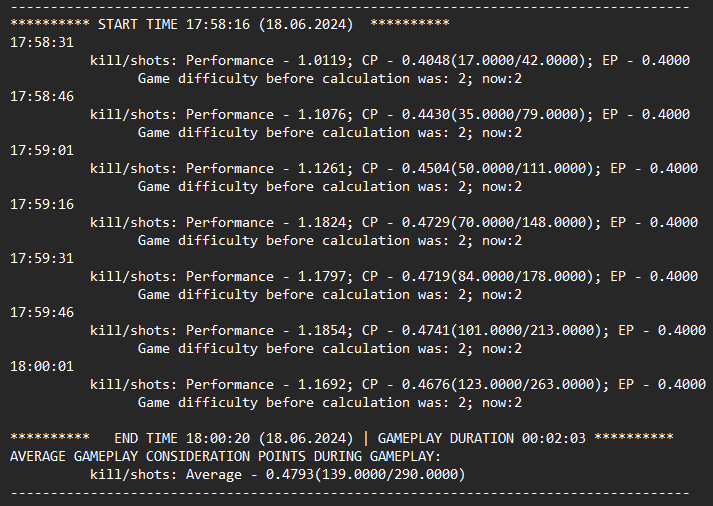 -------------------------------------------------------------------------------------
********** START TIME 17:58:16 (18.06.2024)  **********
17:58:31
          kill/shots: Performance - 1.0119; CP - 0.4048(17.0000/42.0000); EP - 0.4000
                Game difficulty before calculation was: 2; now:2
17:58:46
          kill/shots: Performance - 1.1076; CP - 0.4430(35.0000/79.0000); EP - 0.4000
                Game difficulty before calculation was: 2; now:2
17:59:01
          kill/shots: Performance - 1.1261; CP - 0.4504(50.0000/111.0000); EP - 0.4000
                Game difficulty before calculation was: 2; now:2
17:59:16
          kill/shots: Performance - 1.1824; CP - 0.4729(70.0000/148.0000); EP - 0.4000
                Game difficulty before calculation was: 2; now:2
17:59:31
          kill/shots: Performance - 1.1797; CP - 0.4719(84.0000/178.0000); EP - 0.4000
                Game difficulty before calculation was: 2; now:2
17:59:46
          kill/shots: Performance - 1.1854; CP - 0.4741(101.0000/213.0000); EP - 0.4000
                Game difficulty before calculation was: 2; now:2
18:00:01
          kill/shots: Performance - 1.1692; CP - 0.4676(123.0000/263.0000); EP - 0.4000
                Game difficulty before calculation was: 2; now:2

**********   END TIME 18:00:20 (18.06.2024) | GAMEPLAY DURATION 00:02:03 **********
AVERAGE GAMEPLAY CONSIDERATION POINTS DURING GAMEPLAY:
          kill/shots: Average - 0.4793(139.0000/290.0000)
-------------------------------------------------------------------------------------